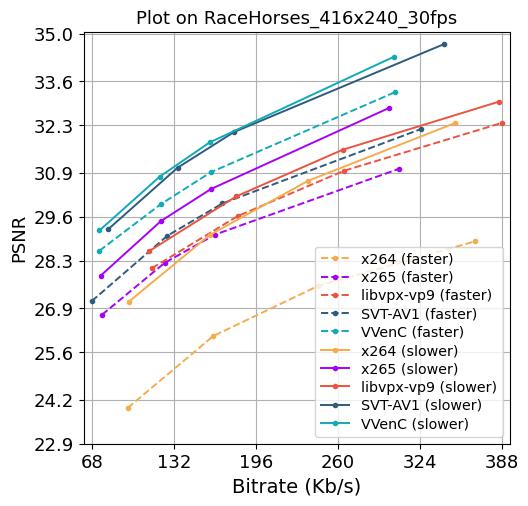 Plot on RaceHorses_416x240_30fps
35.0
33.6
32.3
30.9
29.6
28.3
26.9
25.6
24.2
22.9
PSNR
x264 (faster)
x265 (faster)
libvpx-vp9 (faster)
SVT-AV1 (faster)
VVenC (faster)
x264 (slower)
x265 (slower)
libvpx-vp9 (slower)
SVT-AV1 (slower)
VVenC (slower)
68 132 196 260 324 388
Bitrate (Kb/s)